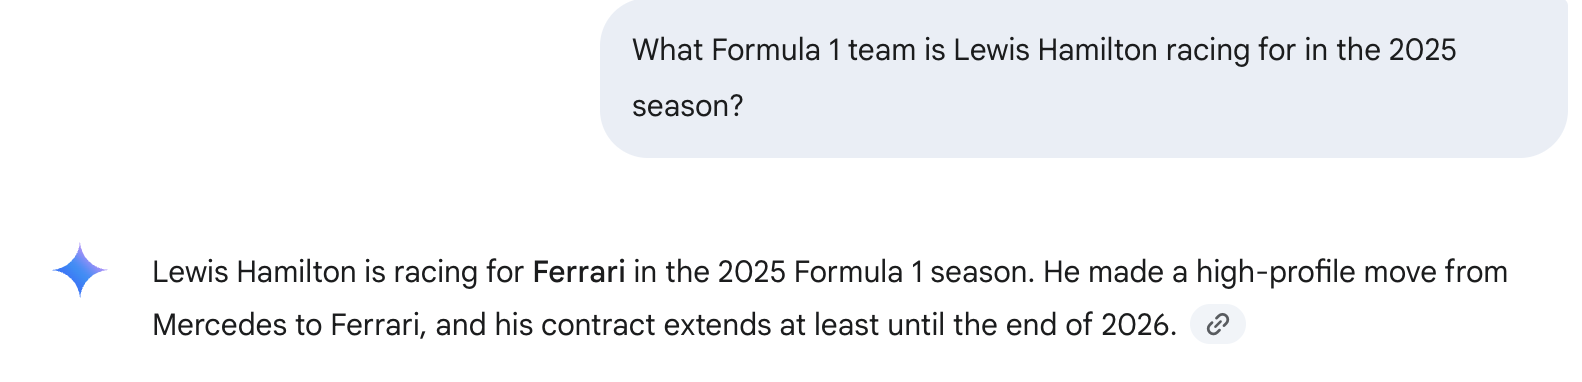 What Formula 1 team is Lewis Hamilton racing for in the 2025
season?
Lewis Hamilton is racing for Ferrari in the 2025 Formula 1 season. He made a high-profile move from
Mercedes to Ferrari, and his contract extends at least until the end of 2026.